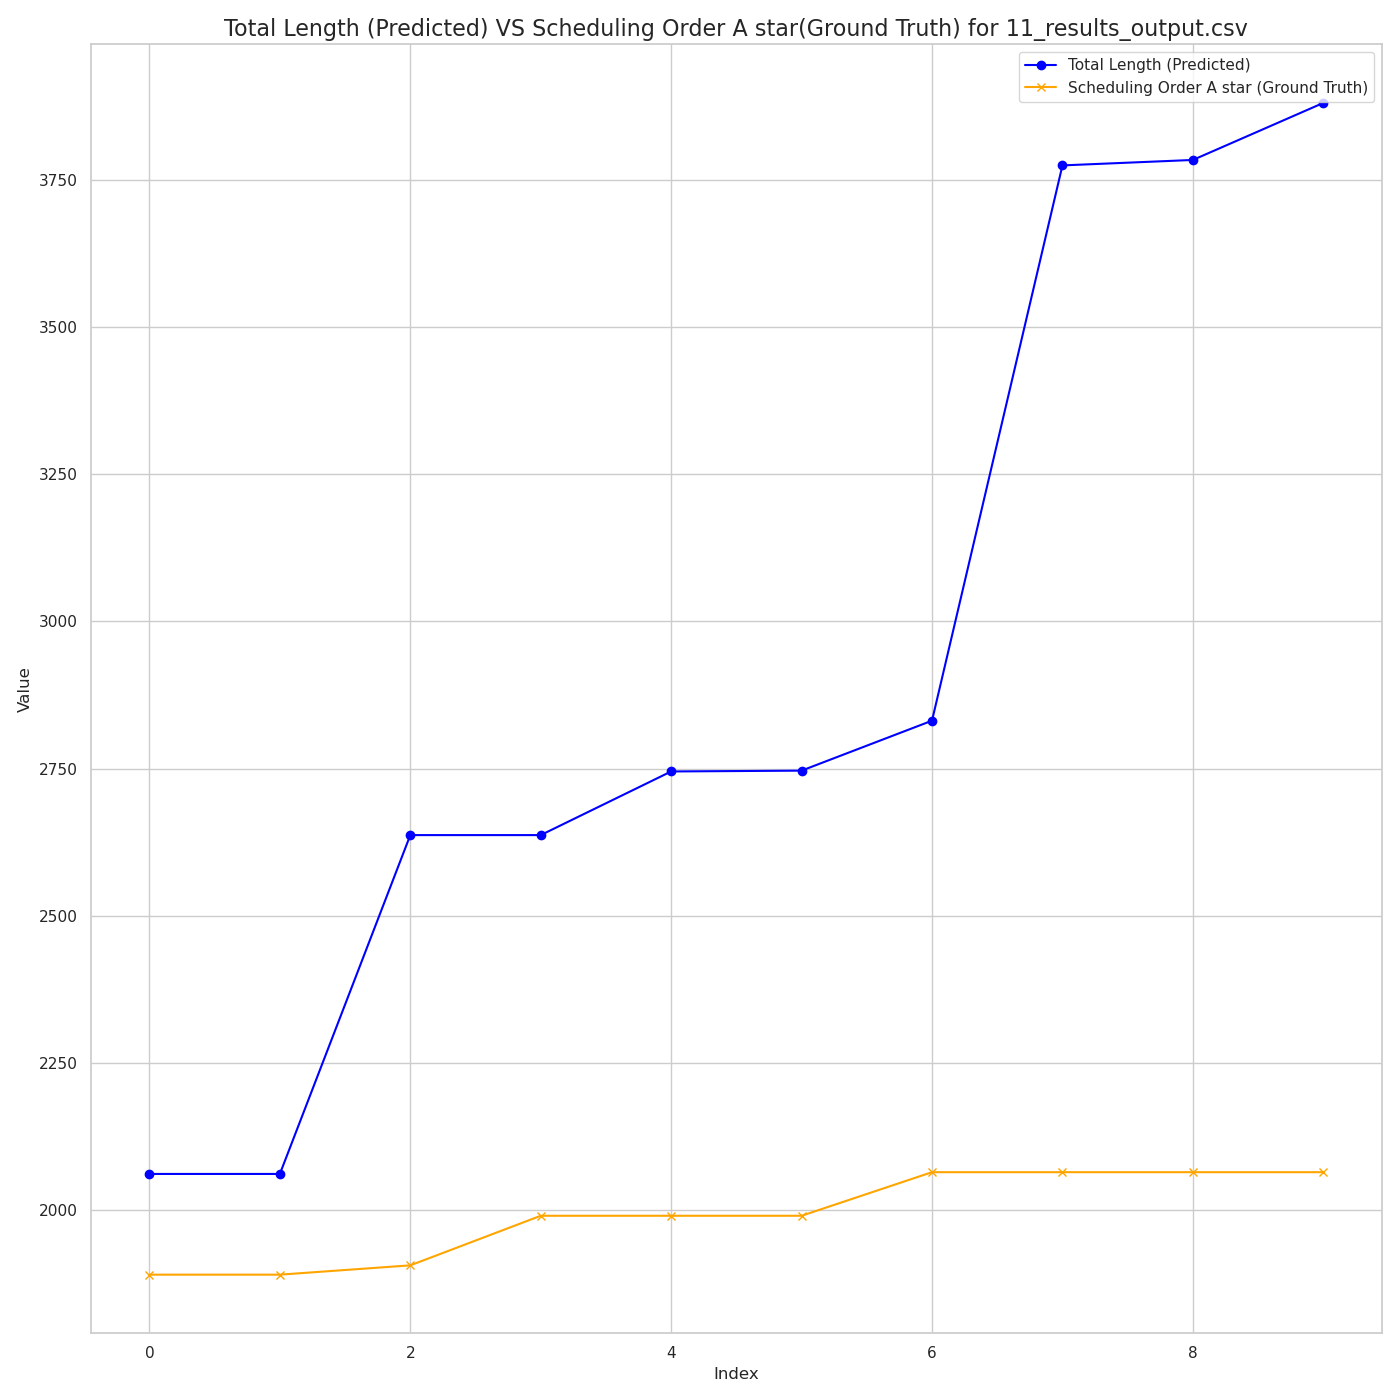 Total Length (Predicted) VS Scheduling Order A star(Ground Truth) for 11_results_output.csv
Total Length (Predicted)
Scheduling Order A star (Ground Truth)
3750
3500
3250
3000
2750
2500
2250
2000
Value
0 2 4 6 8
Index